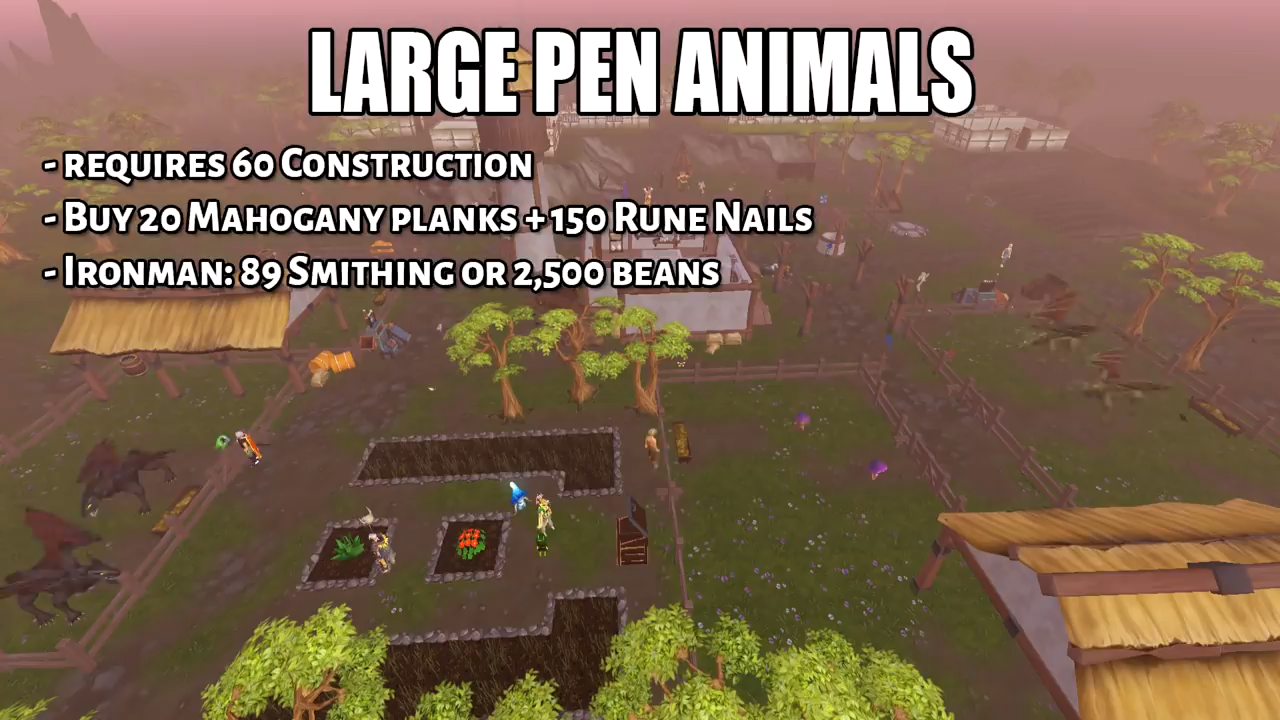 LARGE PEN ANIMALS
- REQUIRES 60 CONSTRUCTION
- BUY 20 MAHOGANY PLANKS + 150 RUNE NAILS
- IRONMAN: 89 SMITHING OR 2,500 BEANS